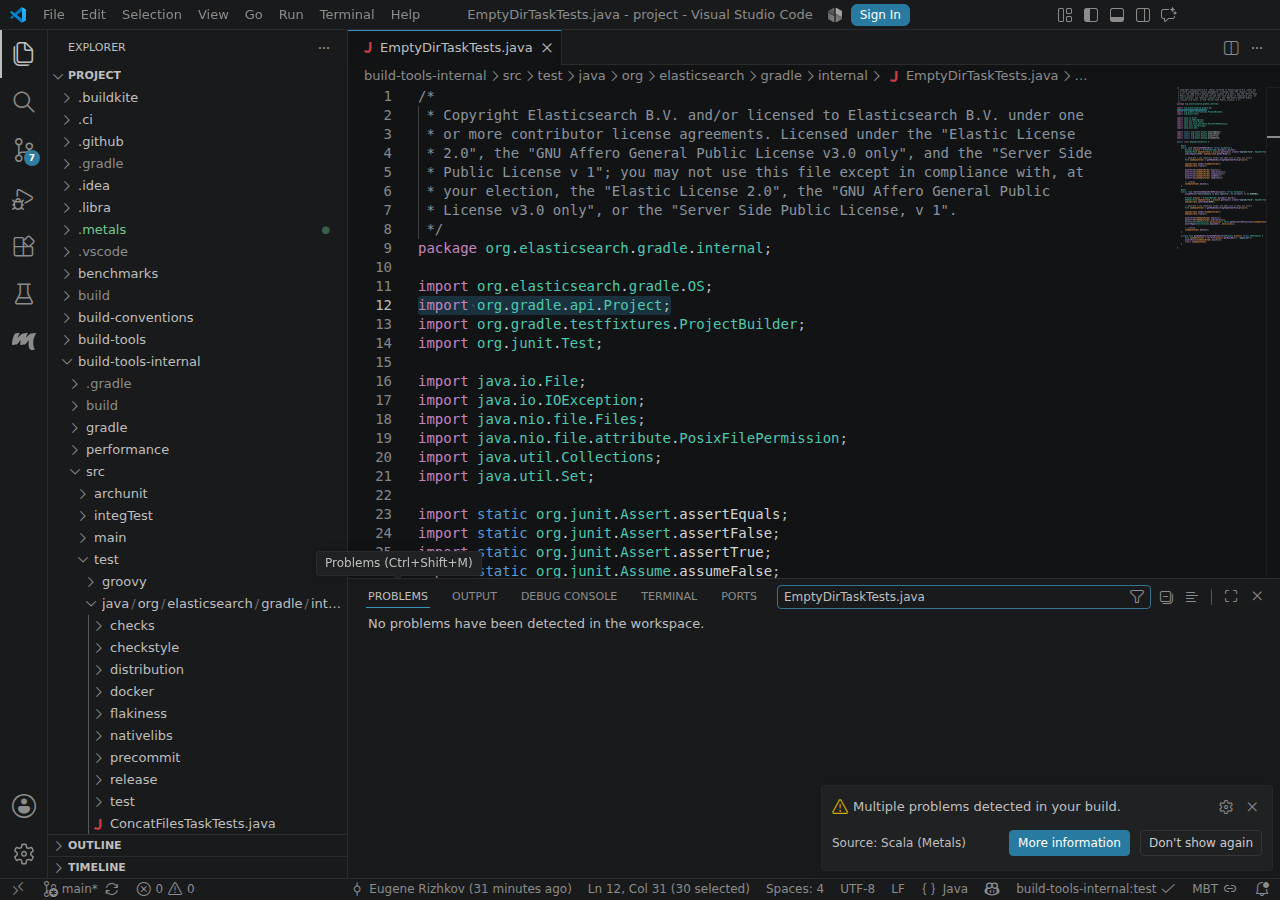 File Edit Selection View Go Run Terminal Help EmptyDirTaskTests.java - project - Visual Studio Code Sign In
EXPLORER
PROJECT
.buildkite
.ci
.github
.gradle
.idea
.libra
.metals
.vscode
benchmarks
build
build-conventions
build-tools
build-tools-internal
.gradle
build
gradle
performance
src
archunit
integTest
main
test
groovy
java/org/elasticsearch/gradle/int...
checks
checkstyle
distribution
docker
flakiness
nativelibs
precommit
release
test
ConcatFilesTaskTests.java
OUTLINE
TIMELINE
7
EmptyDirTaskTests.java
build-tools-internal > src > test > java > org > elasticsearch > gradle > internal > EmptyDirTaskTests.java > ...
1 /*
2 * Copyright Elasticsearch B.V. and/or licensed to Elasticsearch B.V. under one
3 * or more contributor license agreements. Licensed under the "Elastic License
4 * 2.0", the "GNU Affero General Public License v3.0 only", and the "Server Side
5 * Public License v 1"; you may not use this file except in compliance with, at
6 * your election, the "Elastic License 2.0", the "GNU Affero General Public
7 * License v3.0 only", or the "Server Side Public License, v 1".
8 */
9 package org.elasticsearch.gradle.internal;
10
11 import org.elasticsearch.gradle.OS;
12 import org.gradle.api.Project;
13 import org.gradle.testfixtures.ProjectBuilder;
14 import org.junit.Test;
15
16 import java.io.File;
17 import java.io.IOException;
18 import java.nio.file.Files;
19 import java.nio.file.attribute.PosixFilePermission;
20 import java.util.Collections;
21 import java.util.Set;
22
23 import static org.junit.Assert.assertEquals;
24 import static org.junit.Assert.assertFalse;
static org.junit.Assert.assertTrue;
static org.junit.Assume.assumeFalse;
Problems (Ctrl+Shift+M)
PROBLEMS OUTPUT DEBUG CONSOLE TERMINAL PORTS EmptyDirTaskTests.java
No problems have been detected in the workspace.
Multiple problems detected in your build.
Source: Scala (Metals) More information Don't show again
main* 0 0 Eugene Rizhkov (31 minutes ago) Ln 12, Col 31 (30 selected) Spaces: 4 UTF-8 LF { } Java build-tools-internal:test MBT